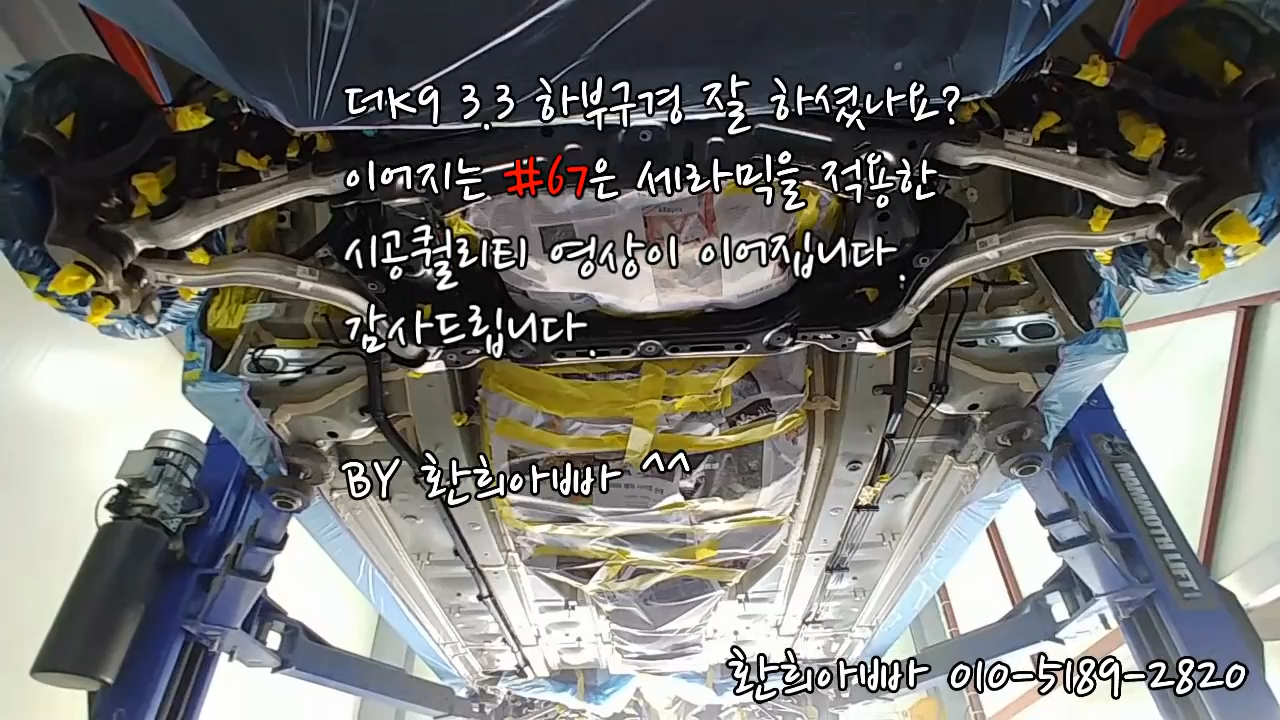 더K9 3.3 하부구경 잘 하셨나요?
이어지는 #67은 세라믹을 적용한
시공퀄리티 영상이 이어집니다.
감사드립니다.
BY 환희아빠 ^^
MAMMOTH LIFT
환희아빠 010-5189-2820